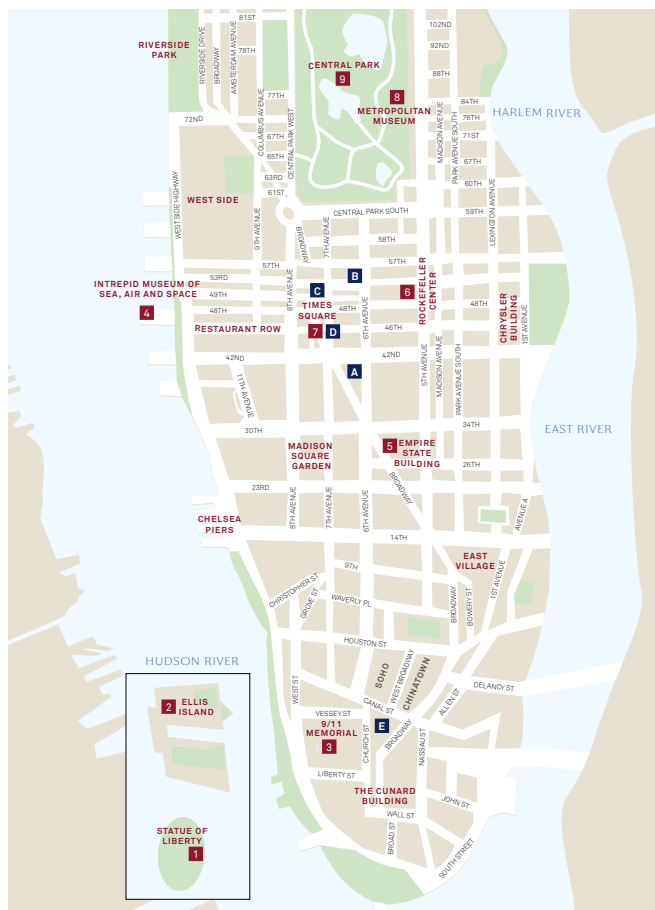 81ST
102ND
RIVERSIDE
PARK
RIVERSIDE DRIVE
BROADWAY
AMSTERDAM AVENUE
78TH
92ND
CENTRAL PARK
9
88TH
COLUMBUS AVENUE
77TH
CENTRAL PARK WEST
8
METROPOLITAN
MUSEUM
MADISON AVENUE
PARK AVENUE SOUTH
84TH
76TH
HARLEM RIVER
72ND
67TH
71ST
65TH
67TH
63RD
60TH
61ST
WEST SIDE HIGHWAY
WEST SIDE
LEXINGTON AVENUE
9TH AVENUE
BROADWAY
7TH AVENUE
CENTRAL PARK SOUTH
59TH
58TH
57TH
57TH
53RD
8TH AVENUE
B
INTREPID MUSEUM OF
SEA, AIR AND SPACE
4
49TH
48TH
C
TIMES
SQUARE
48TH
6TH AVENUE
6
ROCKEFELLER
CENTER
48TH
CHRYSLER
BUILDING
1ST AVENUE
RESTAURANT ROW
7
D
46TH
42ND
42ND
A
11TH AVENUE
5TH AVENUE
MADISON AVENUE
PARK AVENUE SOUTH
30TH
34TH
EAST RIVER
MADISON
SQUARE
GARDEN
5
EMPIRE
STATE
BUILDING
26TH
23RD
8TH AVENUE
7TH AVENUE
6TH AVENUE
BROADWAY
AVENUE A
CHELSEA
PIERS
14TH
9TH
EAST
VILLAGE
1ST AVENUE
CHRISTOPHER ST
GROVE ST
WAVERLY PL
BROADWAY
BOWERY ST
HOUSTON ST
HUDSON RIVER
WEST ST
SOHO
WEST BROADWAY
CHINATOWN
DELANCY ST
ALLEN ST
2
ELLIS
ISLAND
CANAL ST
VESSEY ST
9/11
MEMORIAL
3
CHURCH ST
E
BROADWAY
NASSAU ST
LIBERTY ST
THE CUNARD
BUILDING
JOHN ST
WALL ST
BROAD ST
SOUTH STREET
STATUE OF
LIBERTY
1